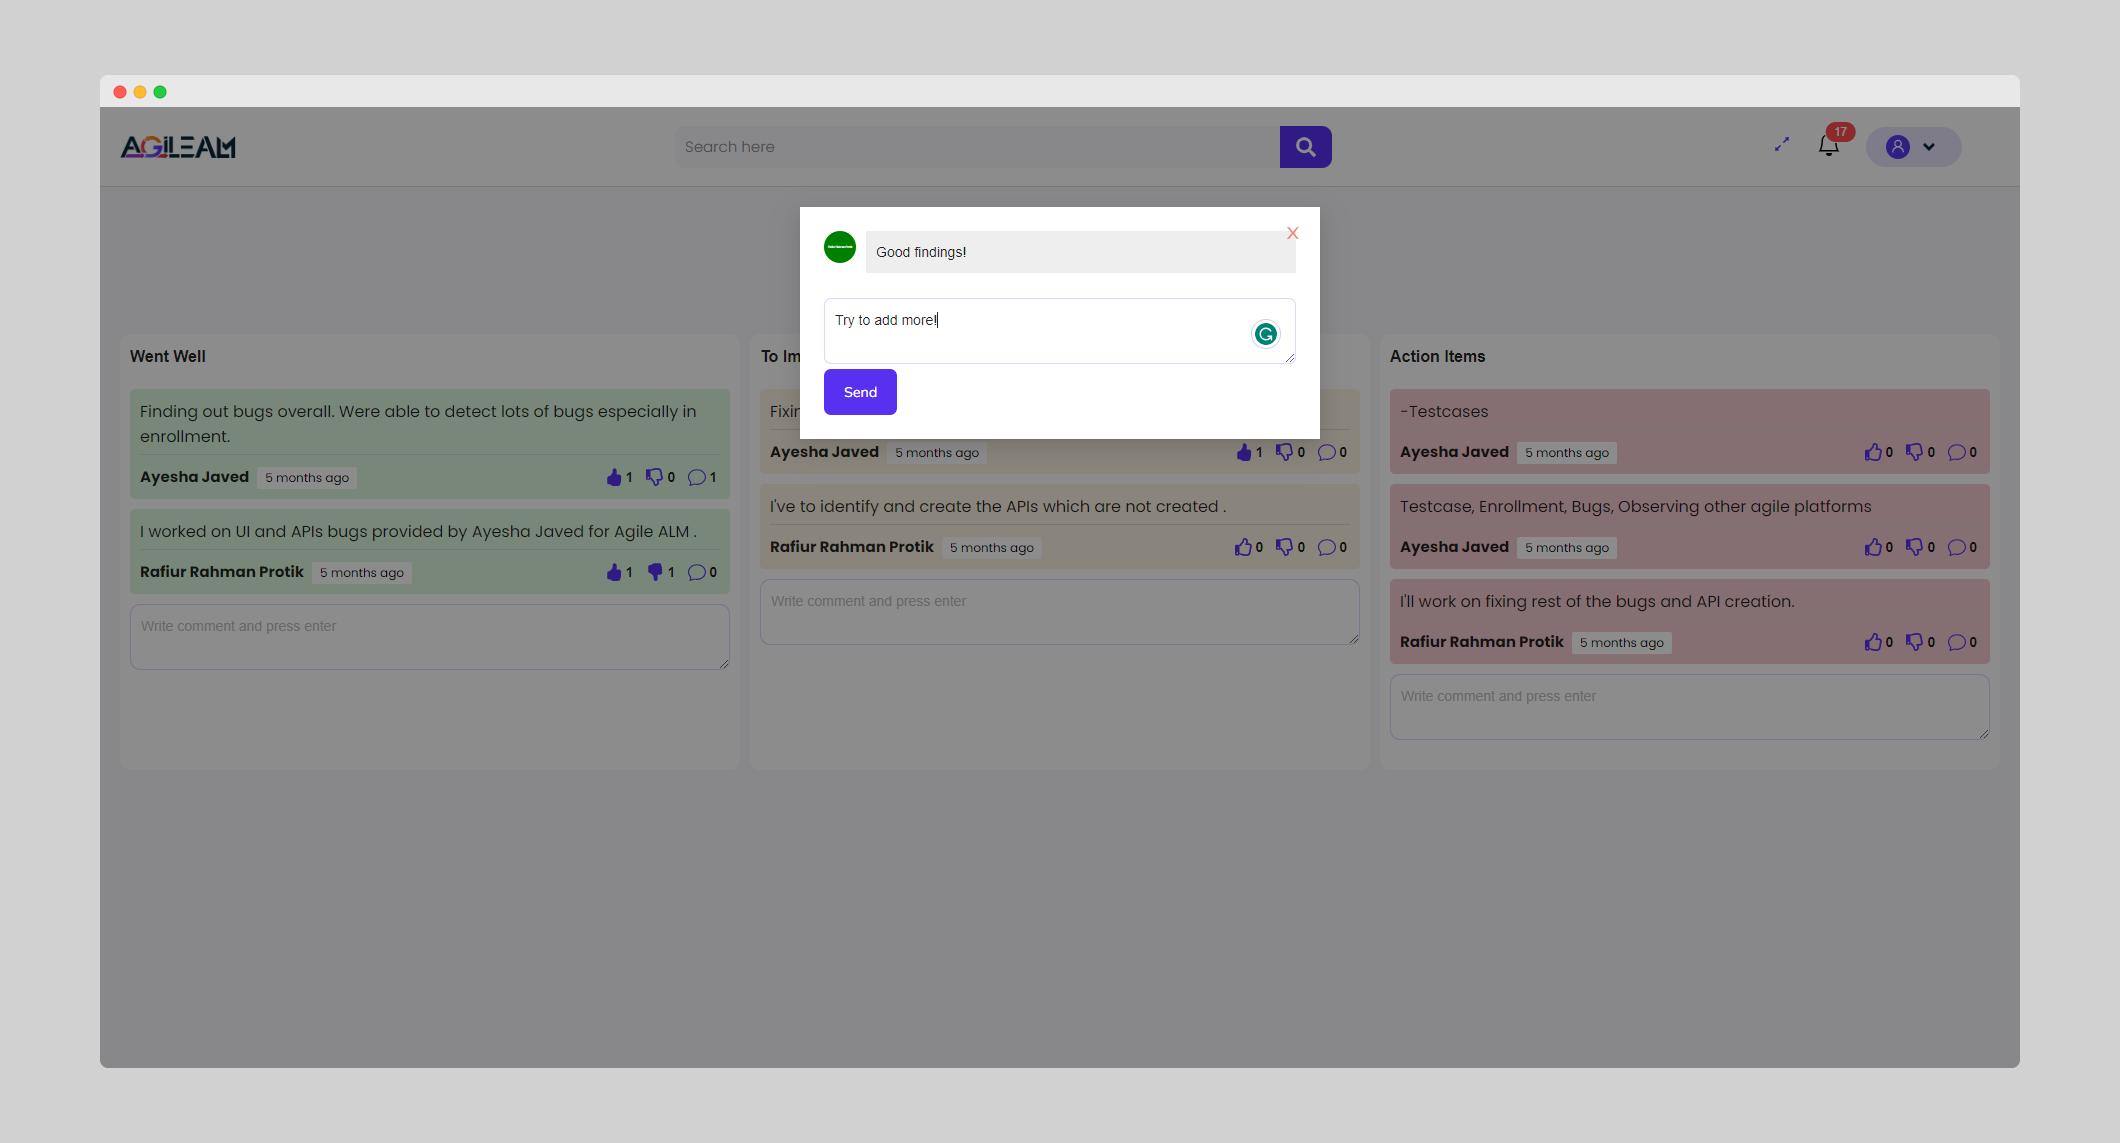 AGiLEAM
Search here
17
X
Good findings!
Try to add more!
Send
Went Well
Finding out bugs overall. Were able to detect lots of bugs especially in
enrollment.
Ayesha Javed 5 months ago 1 0 1
I worked on UI and APIs bugs provided by Ayesha Javed for Agile ALM .
Rafiur Rahman Protik 5 months ago 1 1 0
Write comment and press enter
To Im
Fixin
Ayesha Javed 5 months ago 1 0 0
I've to identify and create the APIs which are not created .
Rafiur Rahman Protik 5 months ago 0 0 0
Write comment and press enter
Action Items
-Testcases
Ayesha Javed 5 months ago 0 0 0
Testcase, Enrollment, Bugs, Observing other agile platforms
Ayesha Javed 5 months ago 0 0 0
I'll work on fixing rest of the bugs and API creation.
Rafiur Rahman Protik 5 months ago 0 0 0
Write comment and press enter